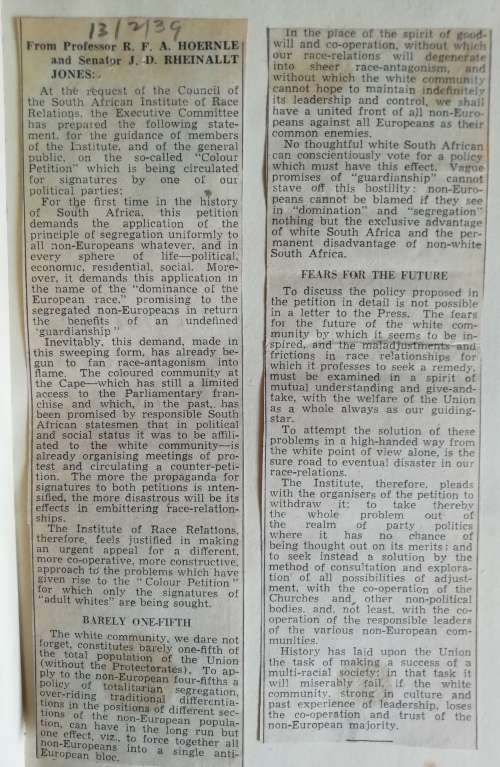 13/2/39
From Professor R. F. A. HOERNLE
and Senator J. D. RHEINALLT
JONES:
At the request of the Council of
the South African Institute of Race
Relations, the Executive Committee
has prepared the following state-
ment, for the guidance of members
of the Institute, and of the general
public, on the so-called "Colour
Petition" which is being circulated
for signatures by one of our
political parties:
For the first time in the history
of South Africa, this petition
demands the application of the
principle of segregation uniformly to
all non-Europeans whatever, and in
every sphere of life—political,
economic, residential, social. More-
over, it demands this application in
the name of the "dominance of the
European race," promising to the
segregated non-Europeans in return
the benefits of an undefined
'guardianship"
Inevitably, this demand, made in
this sweeping form, has already be-
gun to fan race-antagonism into
flame. The coloured community at
the Cape—which has still a limited
access to the Parliamentary fran-
chise and which, in the past, has
been promised by responsible South
African statesmen that in political
and social status it was to be affili-
ated to the white community—is
already organising meetings of pro-
test and circulating a counter-peti-
tion. The more the propaganda for
signatures to both petitions is inten-
sified, the more disastrous will be its
effects in embittering race-relation-
ships.
The Institute of Race Relations,
therefore, feels justified in making
an urgent appeal for a different,
more co-operative, more constructive,
approach to the problems which have
given rise to the "Colour Petition"
for which only the signatures of
"adult whites" are being sought.
BARELY ONE-FIFTH
The white community, we dare not
forget, constitutes barely one-fifth of
the total population of the Union
(without the Protectorates). To ap-
ply to the non-European four-fifths a
policy of totalitarian segregation,
over-riding traditional differentia-
tions in the positions of different sec-
tions of the non-European popula-
tion, can have in the long run but
one effect, viz., to force together all
non-Europeans into a single anti-
European bloc.
In the place of the spirit of good-
will and co-operation, without which
our race-relations will degenerate
into sheer race-antagonism, and
without which the white community
cannot hope to maintain indefinitely
its leadership and control, we shall
have a united front of all non-Euro-
peans against all Europeans as their
common enemies.
No thoughtful white South African
can conscientiously vote for a policy
which must have this effect. Vague
promises of "guardianship" cannot
stave off this hostility: non-Euro-
peans cannot be blamed if they see
in "domination" and "segregation"
nothing but the exclusive advantage
of white South Africa and the per-
manent disadvantage of non-white
South Africa.
FEARS FOR THE FUTURE
To discuss the policy proposed in
the petition in detail is not possible
in a letter to the Press. The fears
for the future of the white com-
munity by which it seems to be in-
spired, and the maladjustments and
frictions in race relationships for
which it professes to seek a remedy,
must be examined in a spirit of
mutual understanding and give-and-
take, with the welfare of the Union
as a whole always as our guiding-
star.
To attempt the solution of these
problems in a high-handed way from
the white point of view alone, is the
sure road to eventual disaster in our
race-relations.
The Institute, therefore, pleads
with the organisers of the petition to
withdraw it: to take thereby
the whole problem out of
the realm of party politics
where it has no chance of
being thought out on its merits; and
to seek instead a solution by the
method of consultation and explora-
tion of all possibilities of adjust-
ment, with the co-operation of the
Churches and other non-political
bodies, and, not least, with the co-
operation of the responsible leaders
of the various non-European com-
munities.
History has laid upon the Union
the task of making a success of a
multi-racial society: in that task it
will miserably fail, if the white
community, strong in culture and
past experience of leadership, loses
the co-operation and trust of the
non-European majority.